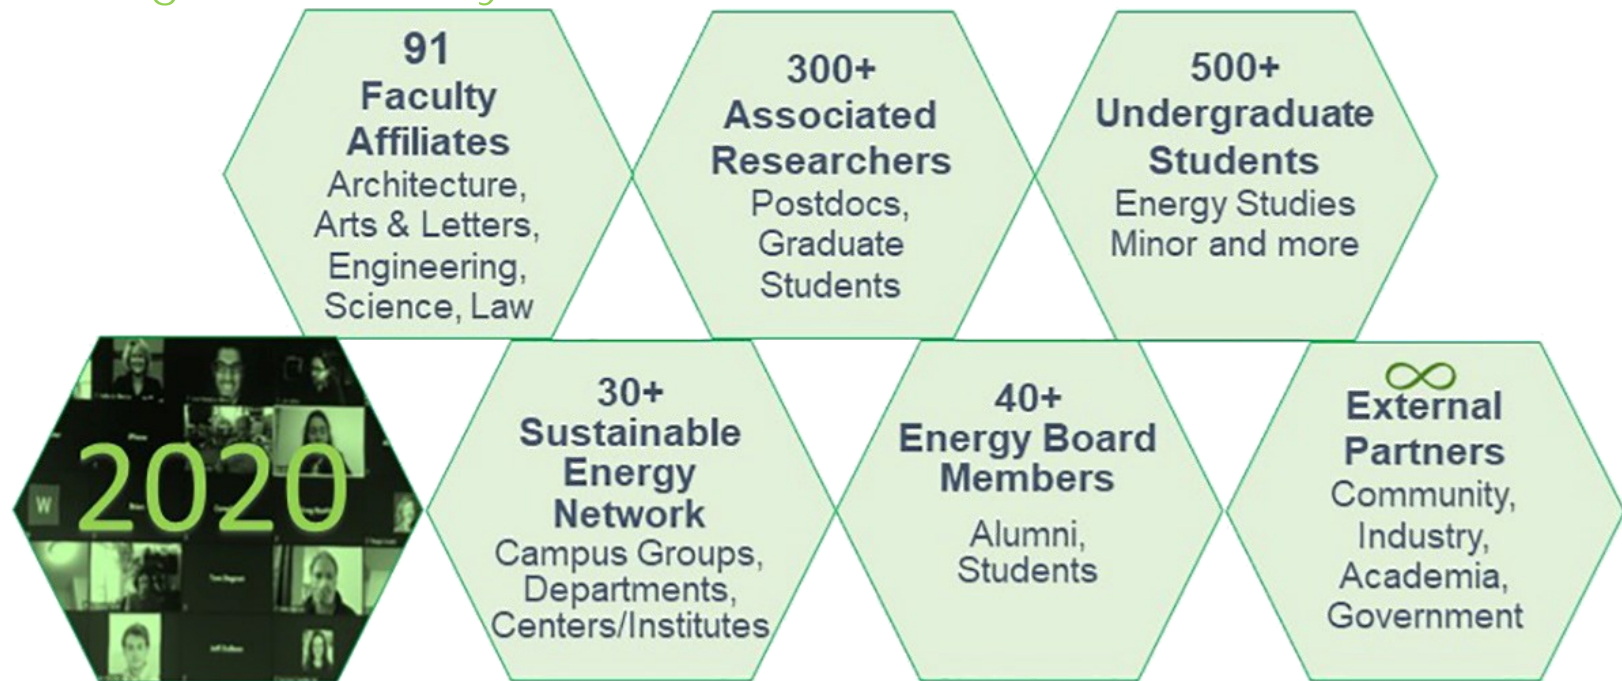 91
Faculty
Affiliates
Architecture,
Arts & Letters,
Engineering,
Science, Law
300+
Associated
Researchers
Postdocs,
Graduate
Students
500+
Undergraduate
Students
Energy Studies
Minor and more
2020
W
30+
Sustainable
Energy
Network
Campus Groups,
Departments,
Centers/Institutes
40+
Energy Board
Members
Alumni,
Students
∞
External
Partners
Community,
Industry,
Academia,
Government